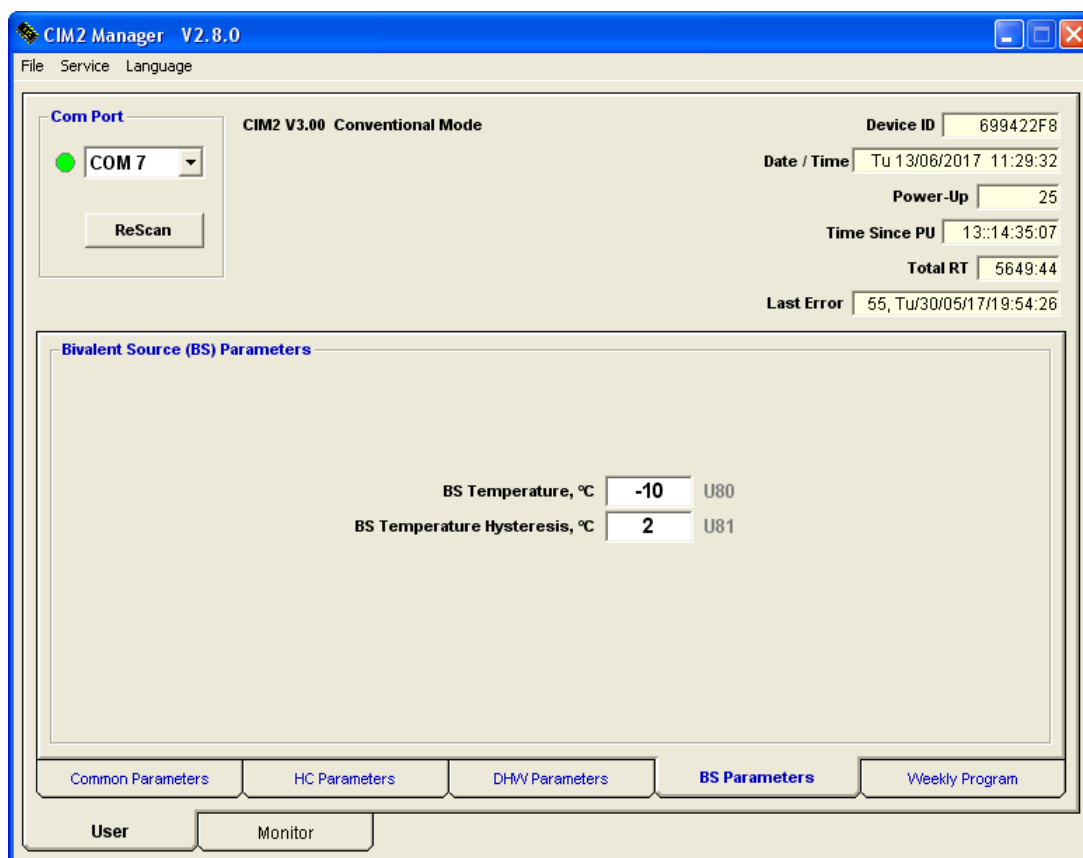 CIM2 Manager V2.8.0
File Service Language
Com Port
COM 7
ReScan
CIM2 V3.00 Conventional Mode
Device ID 699422F8
Date / Time Tu 13/06/2017 11:29:32
Power-Up 25
Time Since PU 13::14:35:07
Total RT 5649:44
Last Error 55, Tu/30/05/17/19:54:26
Bivalent Source (BS) Parameters
BS Temperature, ºC -10 U80
BS Temperature Hysteresis, ºC 2 U81
Common Parameters HC Parameters DHW Parameters BS Parameters Weekly Program
User Monitor